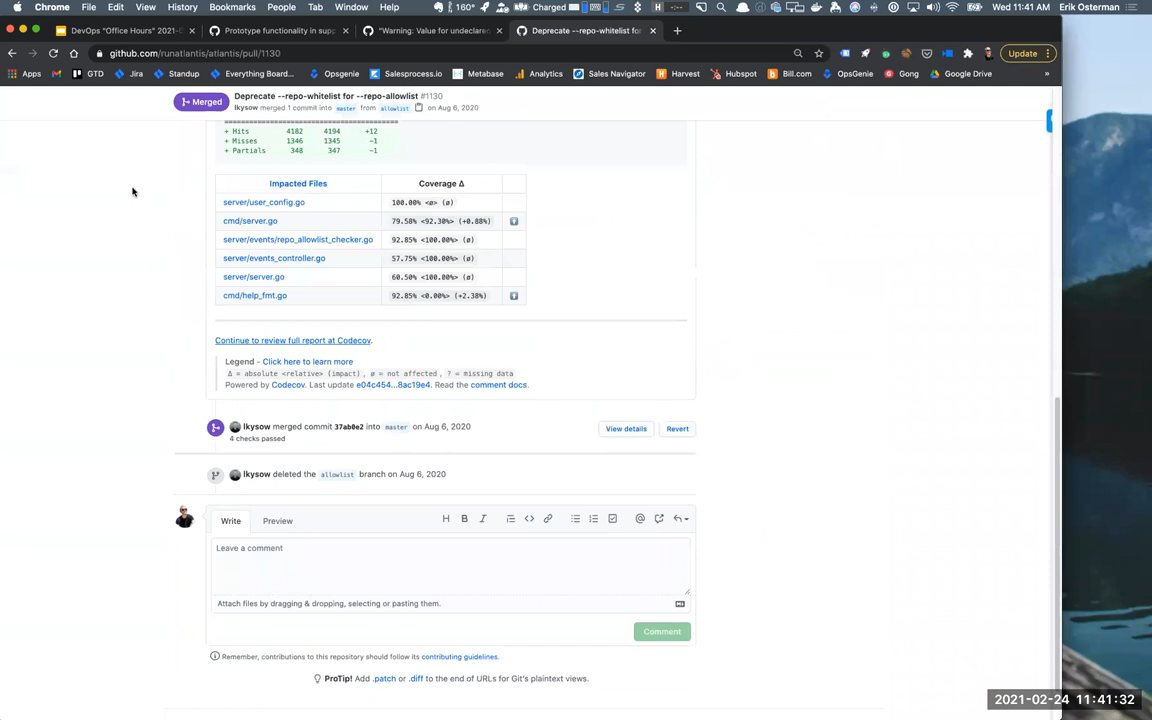 Chrome File Edit View History Bookmarks People Tab Window Help 160° Charged Wed 11:41 AM Erik Osterman
DevOps "Office Hours" 2021-0 Prototype functionality in supp "Warning: Value for undeclared Deprecate --repo-whitelist for
github.com/runatlantis/atlantis/pull/1130 Update
Apps GTD Jira Standup Everything Board... Opsgenie Salesproces.io Metabase Analytics Sales Navigator Harvest Hubspot Bill.com OpsGenie Gong Google Drive »
Merged Deprecate --repo-whitelist for --repo-allowlist #1130
lkysow merged 1 commit into master from allowlist on Aug 6, 2020
==========================================
+ Hits 4182 4194 +12
+ Misses 1346 1345 -1
+ Partials 348 347 -1
Impacted Files Coverage Δ
server/user_config.go 100.00% <ø> (ø)
cmd/server.go 79.58% <92.30%> (+0.88%)
server/events/repo_allowlist_checker.go 92.85% <100.00%> (ø)
server/events_controller.go 57.75% <100.00%> (ø)
server/server.go 60.50% <100.00%> (ø)
cmd/help_fmt.go 92.85% <0.00%> (+2.38%)
Continue to review full report at Codecov.
Legend - Click here to learn more
Δ = absolute <relative> (impact), ø = not affected, ? = missing data
Powered by Codecov. Last update e04c454...8ac19e4. Read the comment docs.
lkysow merged commit 37ab0e2 into master on Aug 6, 2020 View details Revert
4 checks passed
lkysow deleted the allowlist branch on Aug 6, 2020
Write Preview
Leave a comment
Attach files by dragging & dropping, selecting or pasting them.
Comment
Remember, contributions to this repository should follow its contributing guidelines.
ProTip! Add .patch or .diff to the end of URLs for Git's plaintext views.
2021-02-24 11:41:32